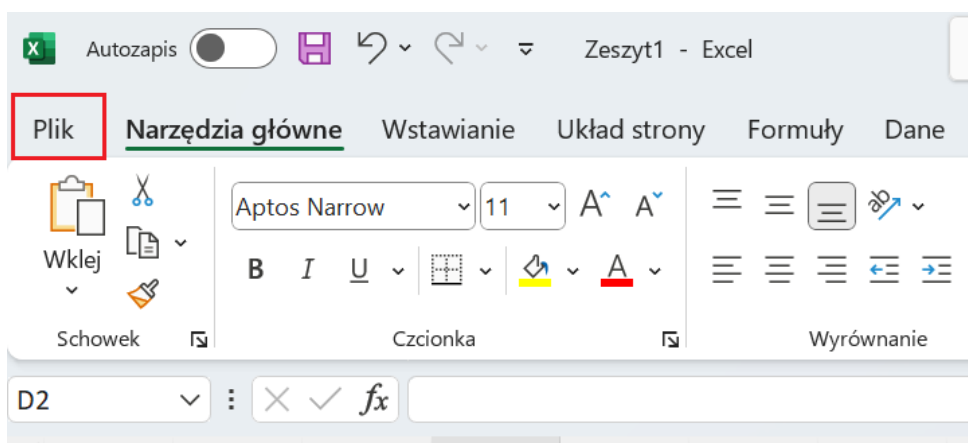 Autozapis Zeszyt1 - Excel
Plik Narzędzia główne Wstawianie Układ strony Formuły Dane
Aptos Narrow 11 A A
Wklej B I U A
Schowek Czcionka Wyrównanie
D2 fx